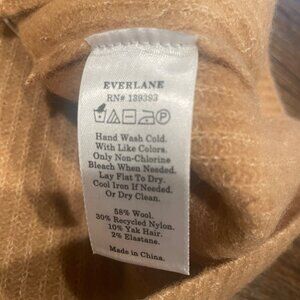 EVERLANE
RN# 139393
Hand Wash Cold.
With Like Colors.
Only Non-Chlorine
Bleach When Needed.
Lay Flat To Dry.
Cool Iron If Needed.
Or Dry Clean.
58% Wool.
30% Recycled Nylon.
10% Yak Hair.
2% Elastane.
Made in China.